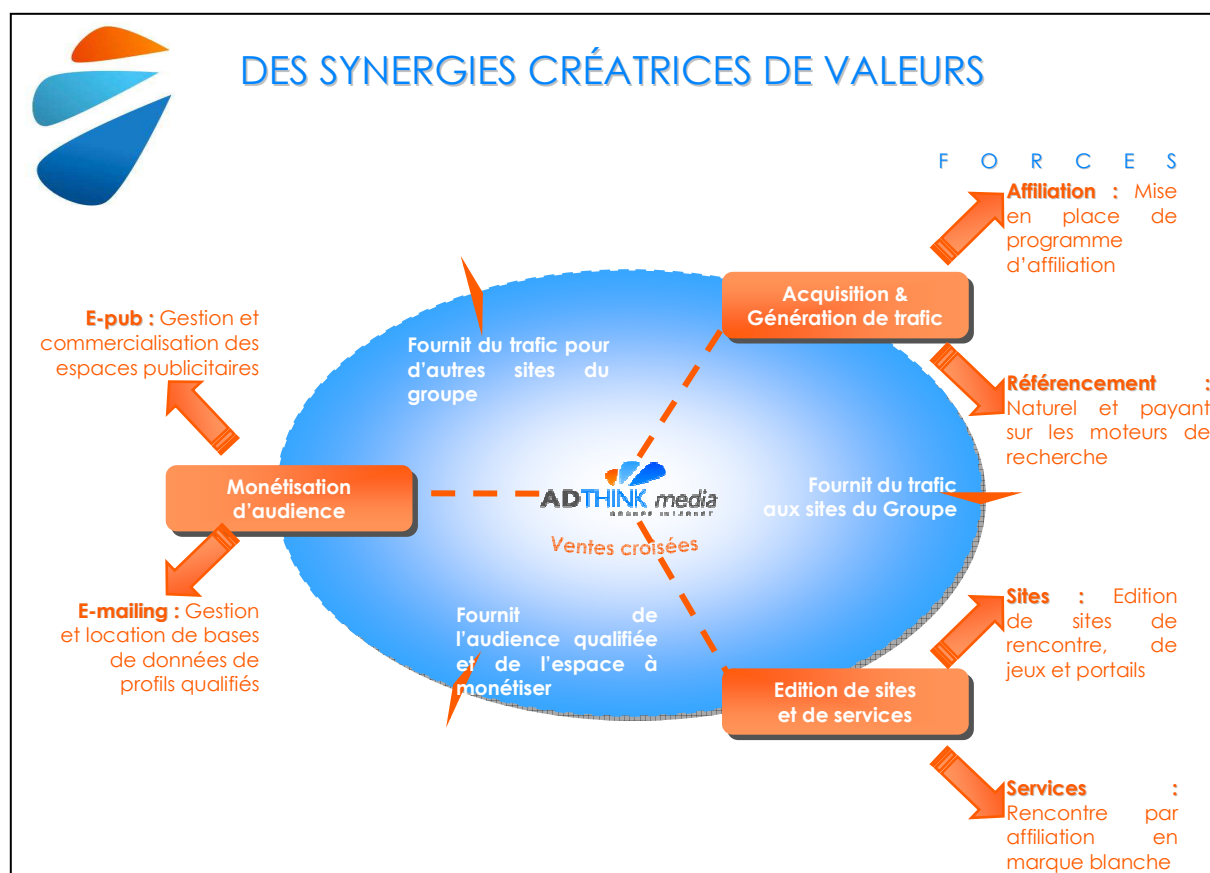 DES SYNERGIES CRÉATRICES DE VALEURS
F O R C E S
Affiliation : Mise
en place de
programme
d'affiliation
Acquisition &
Génération de trafic
E-pub : Gestion et
commercialisation des
espaces publicitaires
Fournit du trafic pour
d'autres sites du
groupe
Référencement :
Naturel et payant
sur les moteurs de
recherche
Monétisation
d'audience
ADTHINK media
GROUPE INTERNET
Fournit du trafic
aux sites du Groupe
Ventes croisées
E-mailing : Gestion
et location de bases
de données de
profils qualifiés
Fournit de
l'audience qualifiée
et de l'espace à
monétiser
Sites : Edition
de sites de
rencontre, de
jeux et portails
Edition de sites
et de services
Services :
Rencontre par
affiliation en
marque blanche